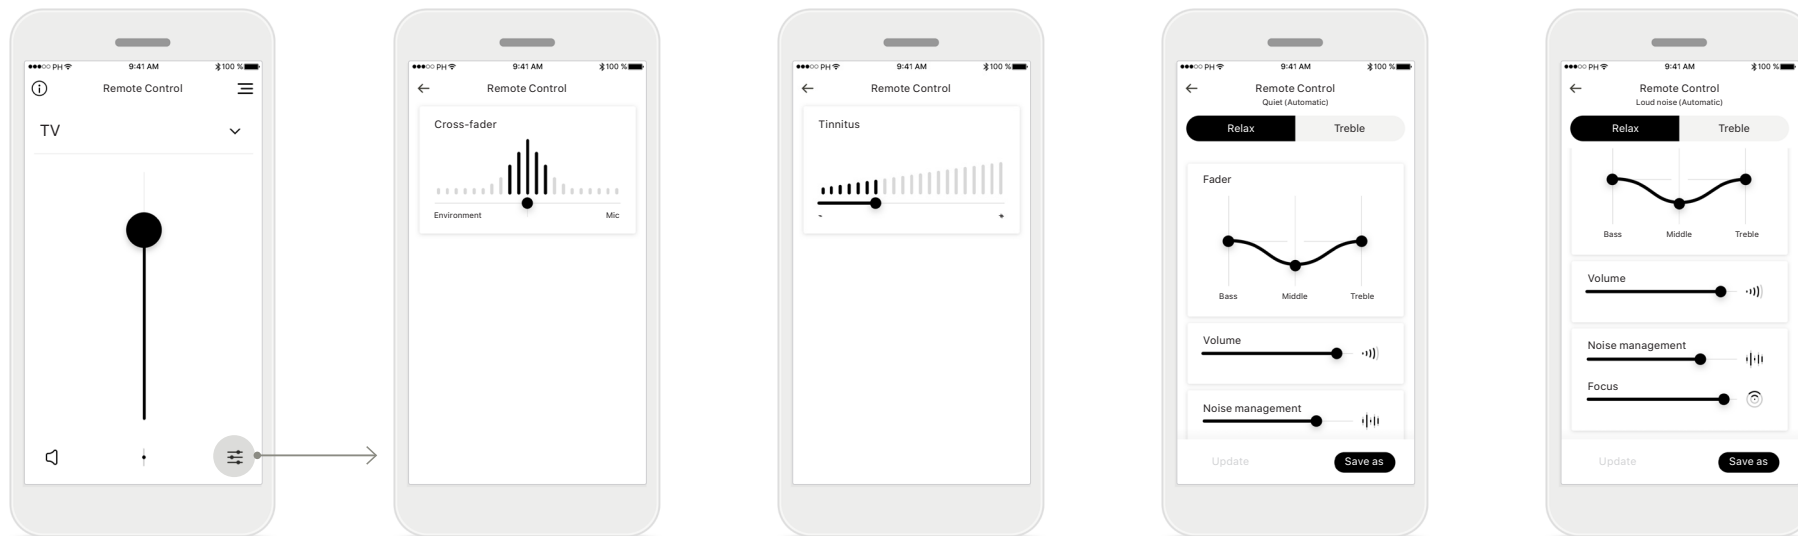 PH 9:41 AM 100 %
Remote Control
TV
PH 9:41 AM 100 %
Remote Control
Cross-fader
Environment Mic
PH 9:41 AM 100 %
Remote Control
Tinnitus
- +
PH 9:41 AM 100 %
Remote Control
Quiet (Automatic)
Relax Treble
Fader
Bass Middle Treble
Volume
Noise management
Update Save as
PH 9:41 AM 100 %
Remote Control
Loud noise (Automatic)
Relax Treble
Bass Middle Treble
Volume
Noise management
Focus
Update Save as